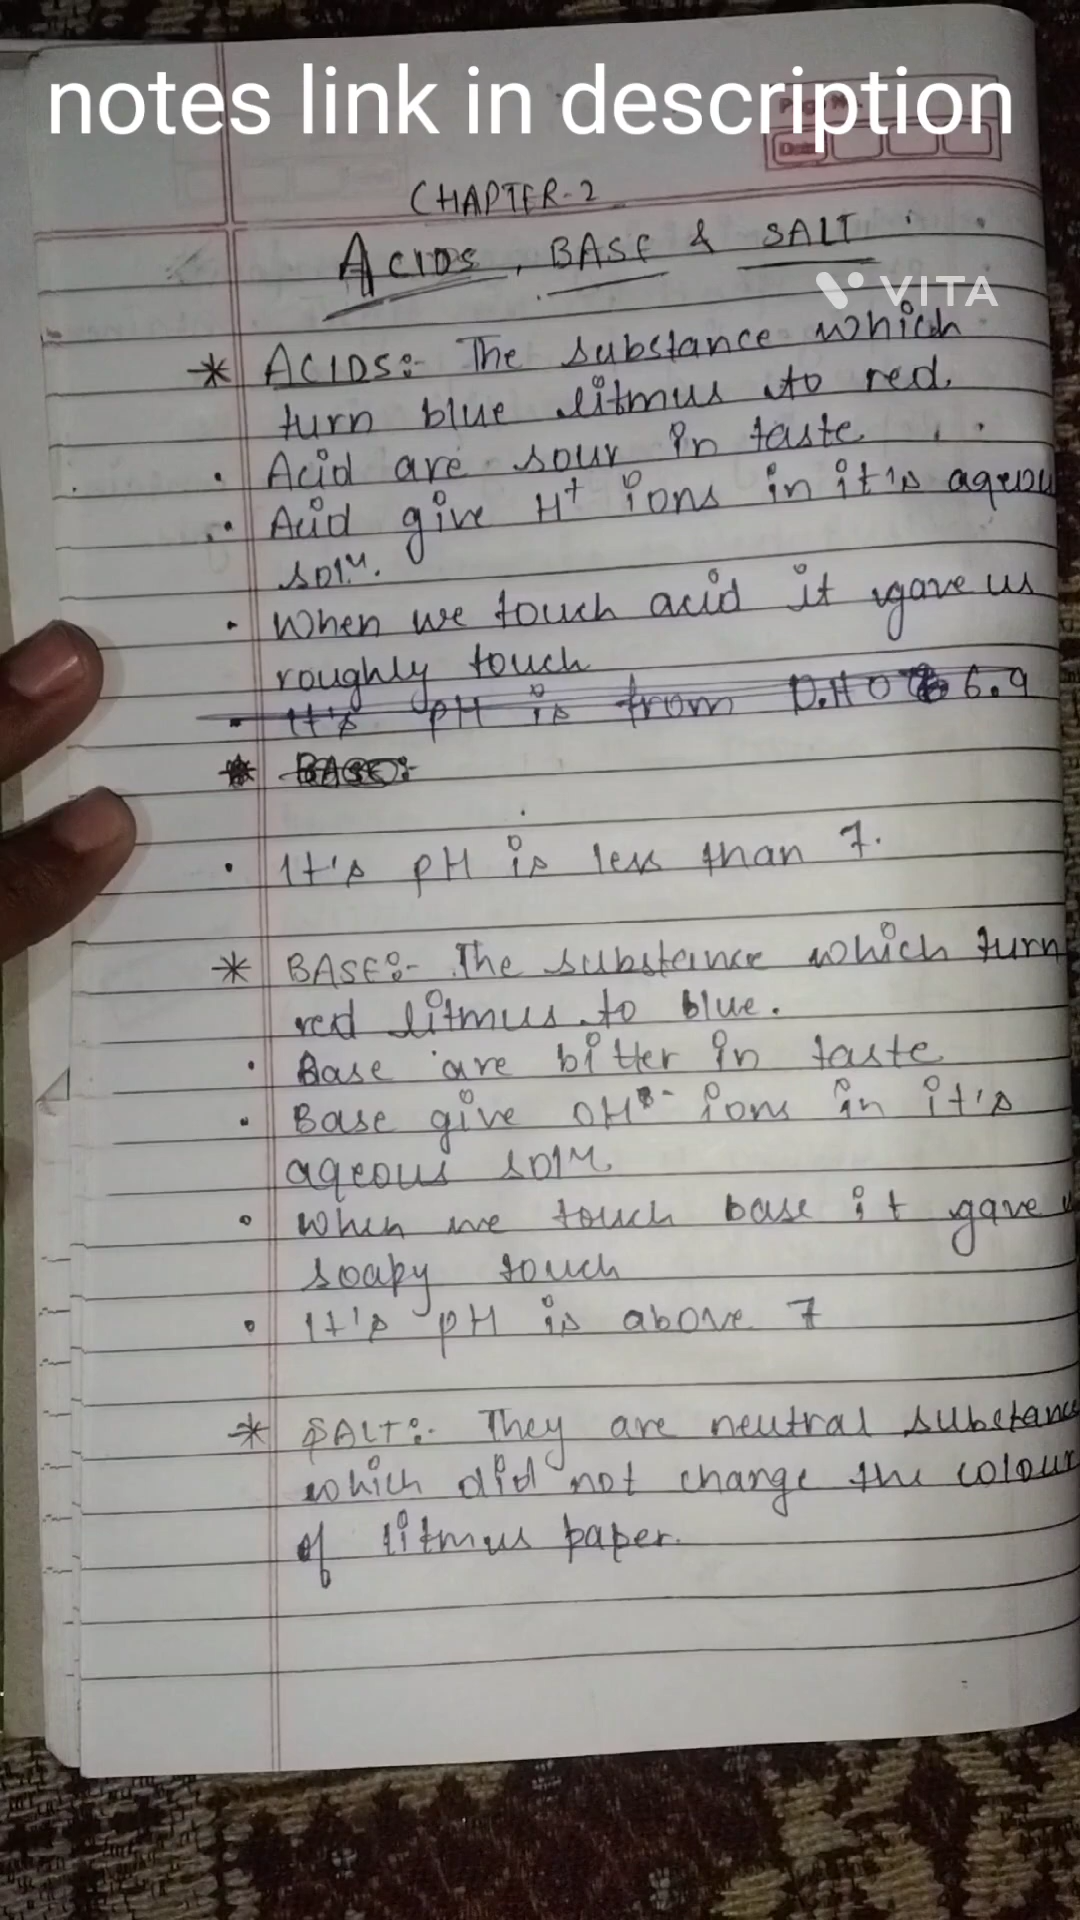 notes link in description
Page No.
Date
CHAPTER-2
ACIDS, BASE & SALT
VITA
* ACIDS:- The substance which
turn blue litmus to red.
• Acid are sour in taste
• Acid give H+ ions in it's aqeou
soln.
• When we touch acid it gave us
roughly touch
• It's pH is from 6.9
* BASE:-
• It's pH is less than 7.
* BASE:- The substance which turn
red litmus to blue.
• Base are bitter in taste
• Base give OH- ions in it's
aqeous soln
• When we touch base it gave u
soapy touch
• It's pH is above 7
* SALT:- They are neutral substance
which did not change the colour
of litmus paper.